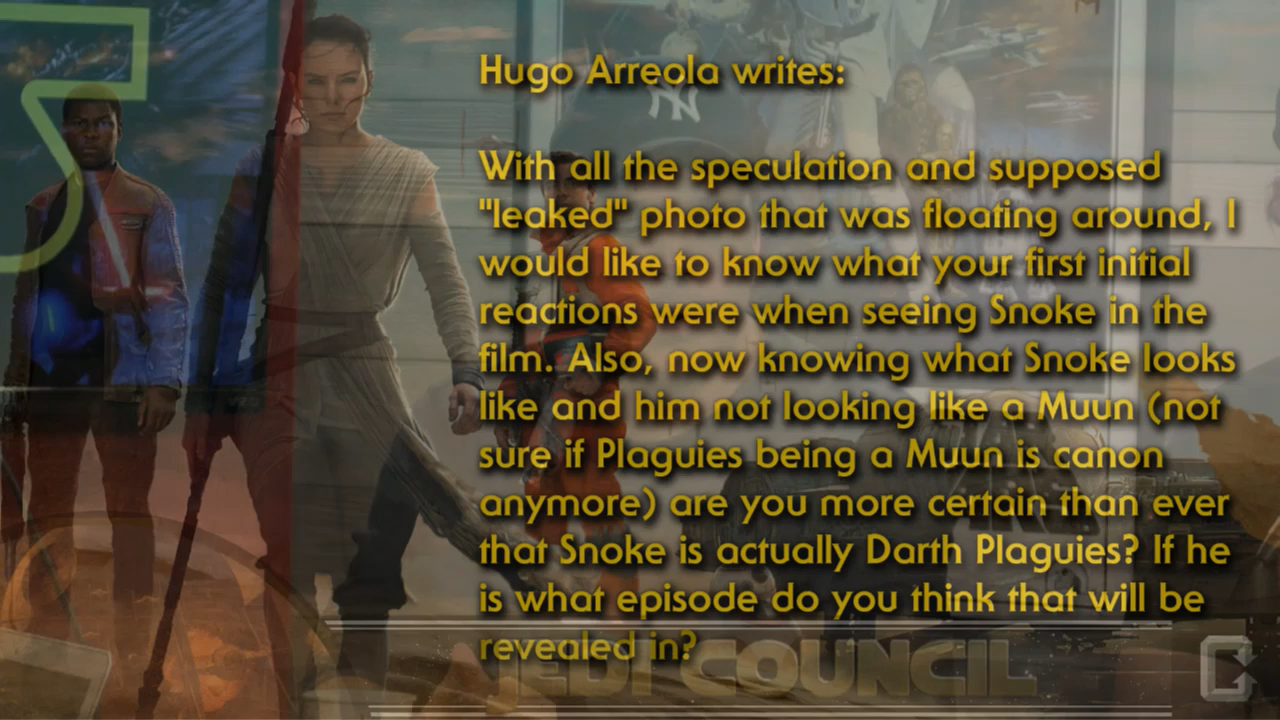 Hugo Arreola writes:
With all the speculation and supposed
"leaked" photo that was floating around, I
would like to know what your first initial
reactions were when seeing Snoke in the
film. Also, now knowing what Snoke looks
like and him not looking like a Muun (not
sure if Plaguies being a Muun is canon
anymore) are you more certain than ever
that Snoke is actually Darth Plaguies? If he
is what episode do you think that will be
revealed in?
JEDI COUNCIL